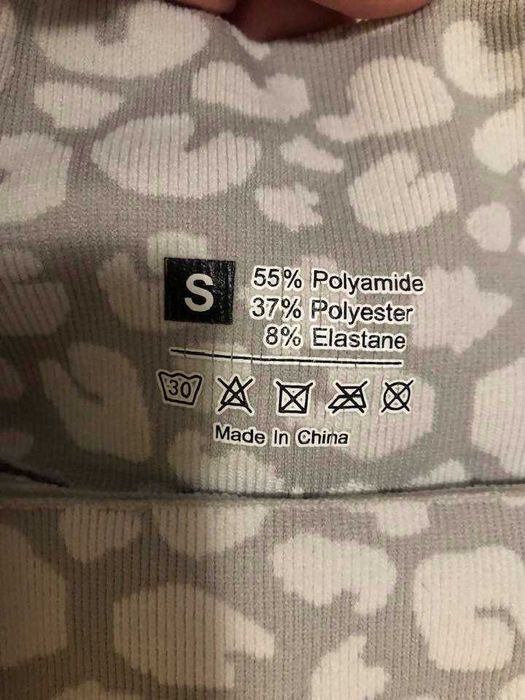 S
55% Polyamide
37% Polyester
8% Elastane
30
Made In China